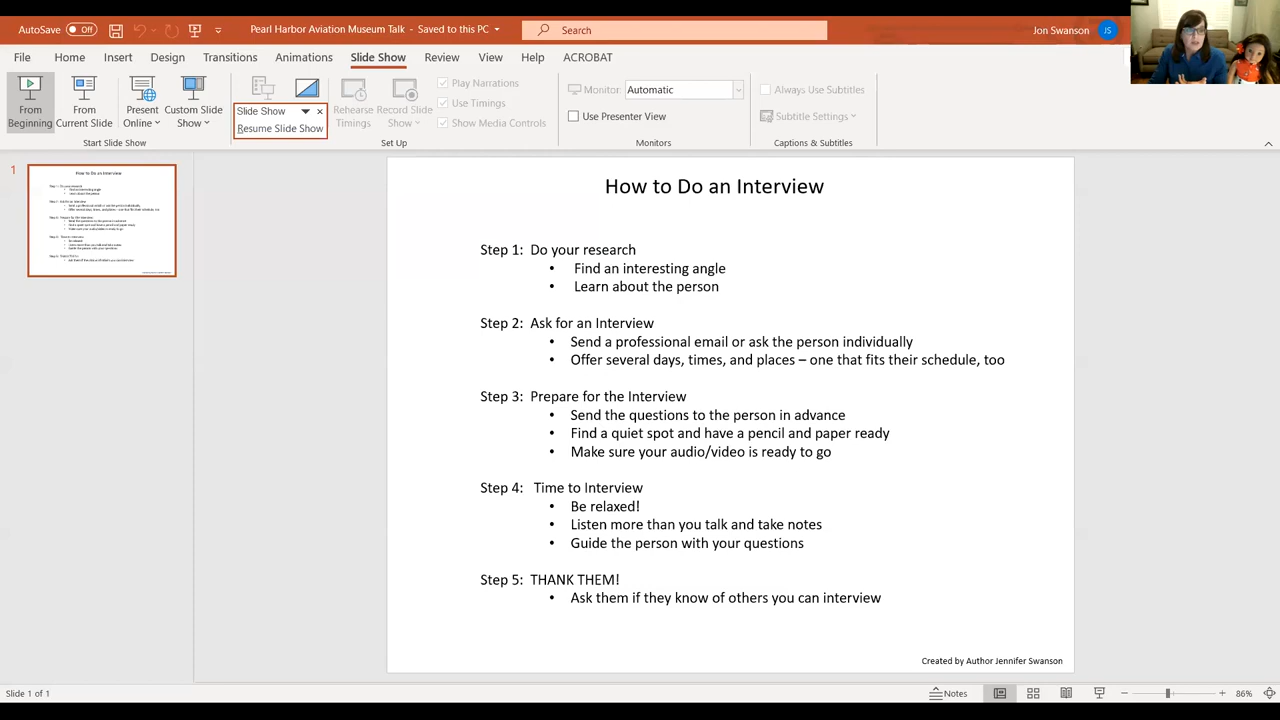 AutoSave Off Pearl Harbor Aviation Museum Talk - Saved to this PC Search Jon Swanson JS
File Home Insert Design Transitions Animations Slide Show Review View Help ACROBAT
From Beginning
From Current Slide
Present Online
Custom Slide Show
Slide Show
Resume Slide Show
Rehearse Timings
Record Slide Show
Play Narrations
Use Timings
Show Media Controls
Monitor: Automatic
Use Presenter View
Always Use Subtitles
Subtitle Settings
Start Slide Show Set Up Monitors Captions & Subtitles
1
How to Do an Interview
Step 1: Do your research
• Find an interesting angle
• Learn about the person
Step 2: Ask for an Interview
• Send a professional email or ask the person individually
• Offer several days, times, and places – one that fits their schedule, too
Step 3: Prepare for the Interview
• Send the questions to the person in advance
• Find a quiet spot and have a pencil and paper ready
• Make sure your audio/video is ready to go
Step 4: Time to Interview
• Be relaxed!
• Listen more than you talk and take notes
• Guide the person with your questions
Step 5: THANK THEM!
• Ask them if they know of others you can interview
Created by Author Jennifer Swanson
Slide 1 of 1 Notes 86%